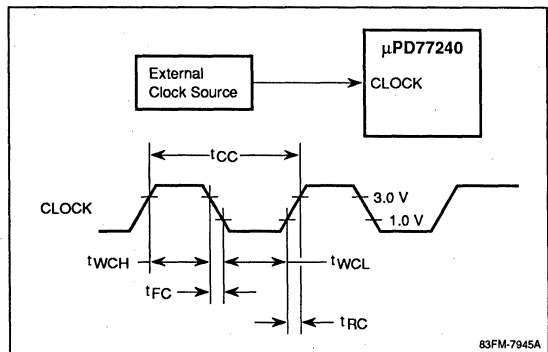 μPD77240
External
Clock Source
CLOCK
tCC
CLOCK
3.0 V
1.0 V
tWCH
tWCL
tFC
tRC
83FM-7945A